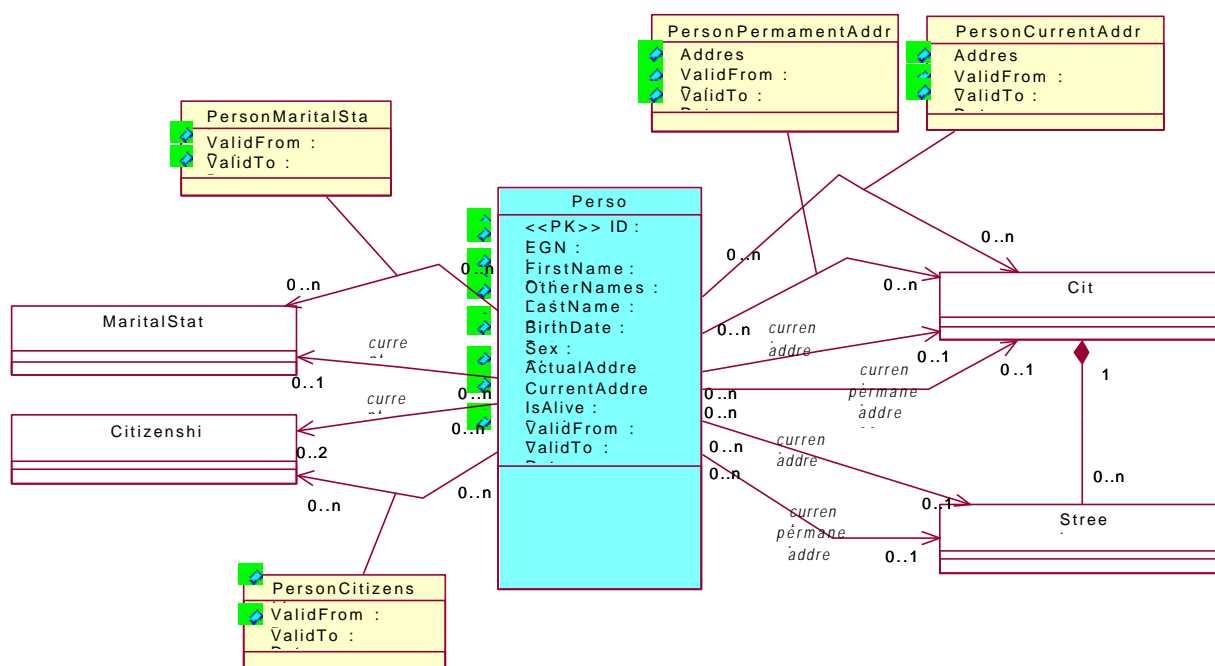 PersonPermamentAddr
Addres
ValidFrom :
ValidTo :
PersonCurrentAddr
Addres
ValidFrom :
ValidTo :
PersonMaritalSta
ValidFrom :
ValidTo :
Perso
<<PK>> ID :
EGN :
FirstName :
OtherNames :
LastName :
BirthDate :
Sex :
ActualAddre
CurrentAddre
IsAlive :
ValidFrom :
ValidTo :
0..n
0..n
MaritalStat
curre
0..1
0..n
curre
0..n
Citizenshi
0..2
0..n
0..n
PersonCitizens
ValidFrom :
ValidTo :
0..n
0..n
0..n
0..n
Cit
curren
addre
0..1
0..1
1
0..n
curren
permane
addre
0..n
curren
addre
0..n
0..n
0..1
Stree
curren
permane
addre
0..1